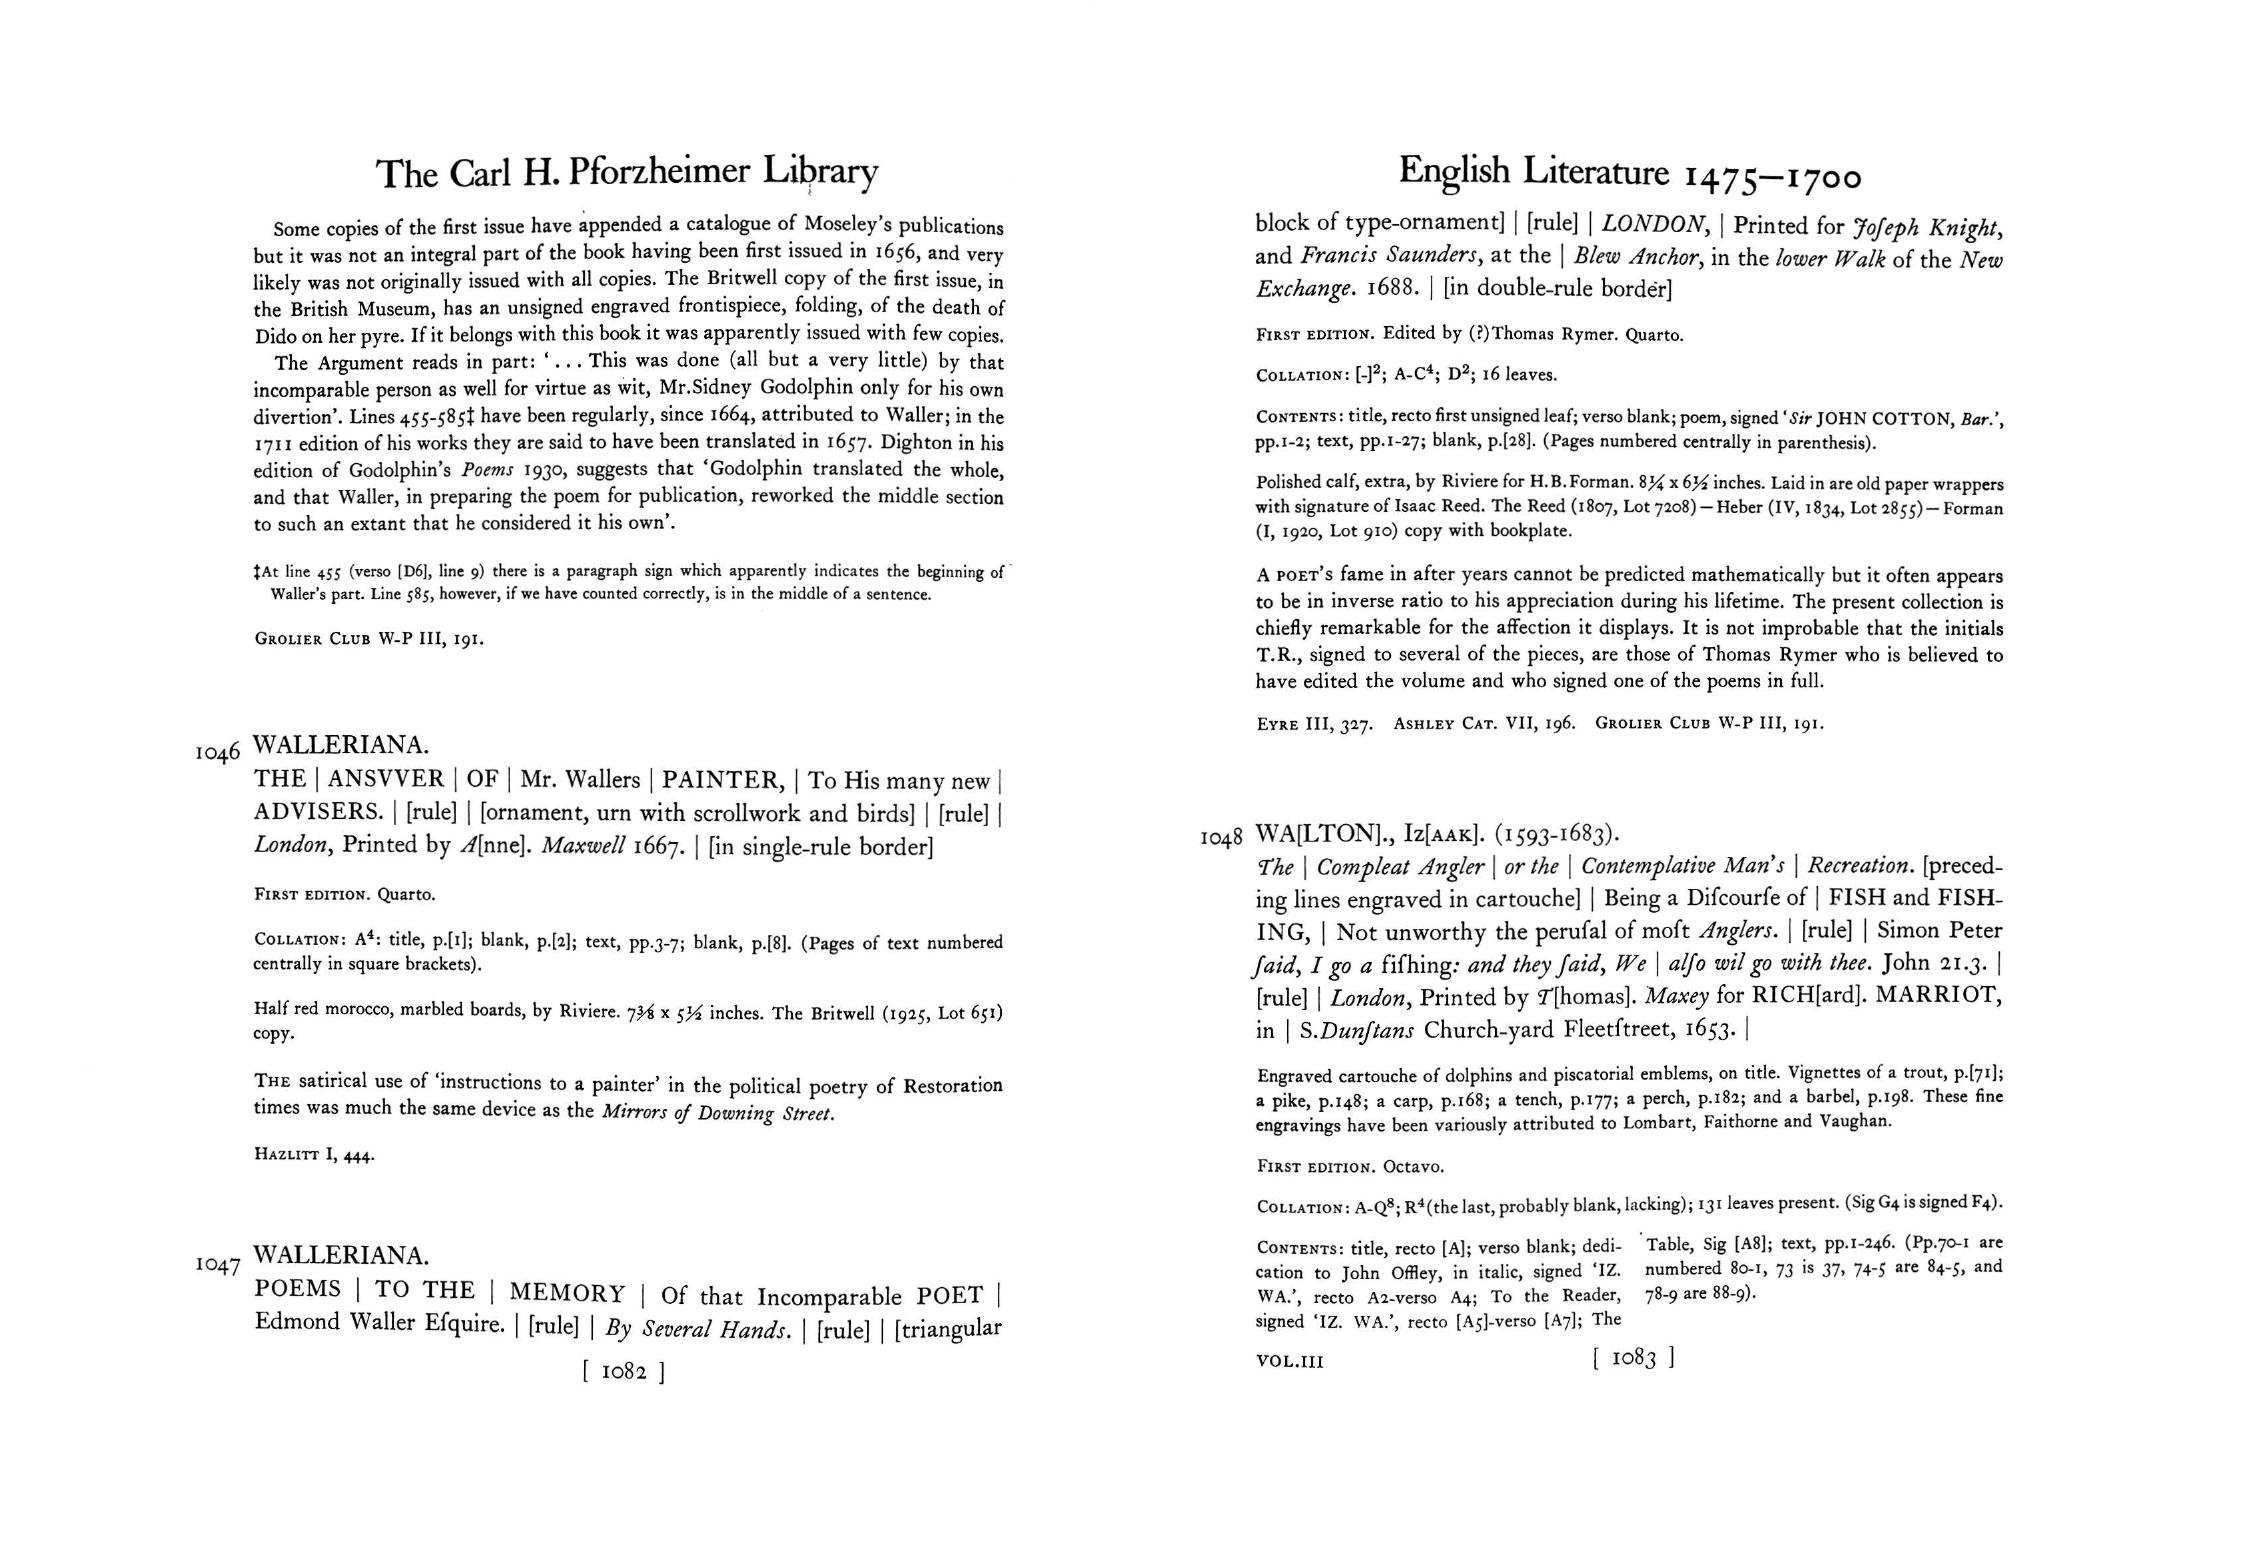 The Carl H. Pforzheimer Library
Some copies of the first issue have appended a catalogue of Moseley's publications
but it was not an integral part of the book having been first issued in 1656, and very
likely was not originally issued with all copies. The Britwell copy of the first issue, in
the British Museum, has an unsigned engraved frontispiece, folding, of the death of
Dido on her pyre. If it belongs with this book it was apparently issued with few copies.
The Argument reads in part: '... This was done (all but a very little) by that
incomparable person as well for virtue as wit, Mr.Sidney Godolphin only for his own
divertion'. Lines 455-585‡ have been regularly, since 1664, attributed to Waller; in the
1711 edition of his works they are said to have been translated in 1657. Dighton in his
edition of Godolphin's Poems 1930, suggests that 'Godolphin translated the whole,
and that Waller, in preparing the poem for publication, reworked the middle section
to such an extant that he considered it his own'.
‡At line 455 (verso [D6], line 9) there is a paragraph sign which apparently indicates the beginning of
Waller's part. Line 585, however, if we have counted correctly, is in the middle of a sentence.
GROLIER CLUB W-P III, 191.
1046 WALLERIANA.
THE | ANSVVER | OF | Mr. Wallers | PAINTER, | To His many new |
ADVISERS. | [rule] | [ornament, urn with scrollwork and birds] | [rule] |
London, Printed by A[nne]. Maxwell 1667. | [in single-rule border]
FIRST EDITION. Quarto.
COLLATION: A⁴: title, p.[1]; blank, p.[2]; text, pp.3-7; blank, p.[8]. (Pages of text numbered
centrally in square brackets).
Half red morocco, marbled boards, by Riviere. 7⅜ x 5½ inches. The Britwell (1925, Lot 651)
copy.
THE satirical use of 'instructions to a painter' in the political poetry of Restoration
times was much the same device as the Mirrors of Downing Street.
HAZLITT I, 444.
1047 WALLERIANA.
POEMS | TO THE | MEMORY | Of that Incomparable POET |
Edmond Waller Eſquire. | [rule] | By Several Hands. | [rule] | [triangular
[ 1082 ]
English Literature 1475—1700
block of type-ornament] | [rule] | LONDON, | Printed for Joſeph Knight,
and Francis Saunders, at the | Blew Anchor, in the lower Walk of the New
Exchange. 1688. | [in double-rule border]
FIRST EDITION. Edited by (?)Thomas Rymer. Quarto.
COLLATION: [-]²; A-C⁴; D²; 16 leaves.
CONTENTS: title, recto first unsigned leaf; verso blank; poem, signed 'Sir JOHN COTTON, Bar.',
pp.1-2; text, pp.1-27; blank, p.[28]. (Pages numbered centrally in parenthesis).
Polished calf, extra, by Riviere for H.B.Forman. 8¼ x 6½ inches. Laid in are old paper wrappers
with signature of Isaac Reed. The Reed (1807, Lot 7208)—Heber (IV, 1834, Lot 2855)—Forman
(I, 1920, Lot 910) copy with bookplate.
A POET'S fame in after years cannot be predicted mathematically but it often appears
to be in inverse ratio to his appreciation during his lifetime. The present collection is
chiefly remarkable for the affection it displays. It is not improbable that the initials
T.R., signed to several of the pieces, are those of Thomas Rymer who is believed to
have edited the volume and who signed one of the poems in full.
EYRE III, 327. ASHLEY CAT. VII, 196. GROLIER CLUB W-P III, 191.
1048 WA[LTON]., IZ[AAK]. (1593-1683).
The | Compleat Angler | or the | Contemplative Man's | Recreation. [preced-
ing lines engraved in cartouche] | Being a Diſcourſe of | FISH and FISH-
ING, | Not unworthy the peruſal of moſt Anglers. | [rule] | Simon Peter
ſaid, I go a fiſhing: and they ſaid, We | alſo wil go with thee. John 21.3. |
[rule] | London, Printed by T[homas]. Maxey for RICH[ard]. MARRIOT,
in | S.Dunſtans Church-yard Fleetſtreet, 1653. |
Engraved cartouche of dolphins and piscatorial emblems, on title. Vignettes of a trout, p.[71];
a pike, p.148; a carp, p.168; a tench, p.177; a perch, p.182; and a barbel, p.198. These fine
engravings have been variously attributed to Lombart, Faithorne and Vaughan.
FIRST EDITION. Octavo.
COLLATION: A-Q⁸; R⁴(the last, probably blank, lacking); 131 leaves present. (Sig G4 is signed F4).
CONTENTS: title, recto [A]; verso blank; dedi-
cation to John Offley, in italic, signed 'IZ.
WA.', recto A2-verso A4; To the Reader,
signed 'IZ. WA.', recto [A5]-verso [A7]; The
Table, Sig [A8]; text, pp.1-246. (Pp.70-1 are
numbered 80-1, 73 is 37, 74-5 are 84-5, and
78-9 are 88-9).
VOL.III
[ 1083 ]